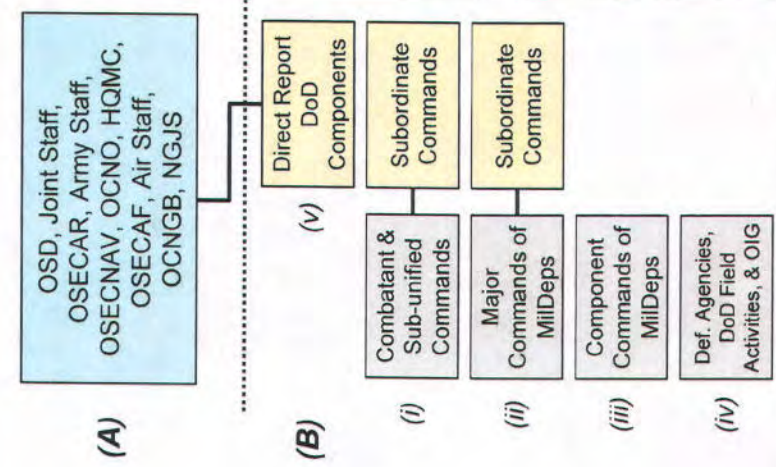 (A)
OSD, Joint Staff,
OSECAR, Army Staff,
OSECNAV, OCNO, HQMC,
OSECAF, Air Staff,
OCNGB, NGJS
(B)
(v)
Direct Report
DoD
Components
(i)
Combatant &
Sub-unified
Commands
Subordinate
Commands
(ii)
Major
Commands of
MilDeps
Subordinate
Commands
(iii)
Component
Commands of
MilDeps
(iv)
Def. Agencies,
DoD Field
Activities, & OIG